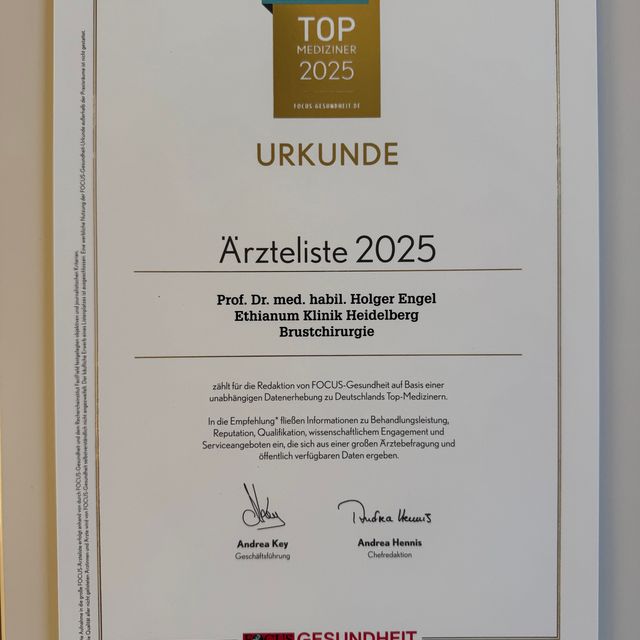 TOP
MEDIZINER
2025
FOCUS-GESUNDHEIT.DE
URKUNDE
Ärzteliste 2025
Prof. Dr. med. habil. Holger Engel
Ethianum Klinik Heidelberg
Brustchirurgie
zählt für die Redaktion von FOCUS-Gesundheit auf Basis einer
unabhängigen Datenerhebung zu Deutschlands Top-Medizinern.
In die Empfehlung* fließen Informationen zu Behandlungsleistung,
Reputation, Qualifikation, wissenschaftlichem Engagement und
Serviceangeboten ein, die sich aus einer großen Ärztebefragung und
öffentlich verfügbaren Daten ergeben.
Andrea Hennis
Andrea Key
Geschäftsführung
Andrea Hennis
Chefredaktion
FOCUS GESUNDHEIT